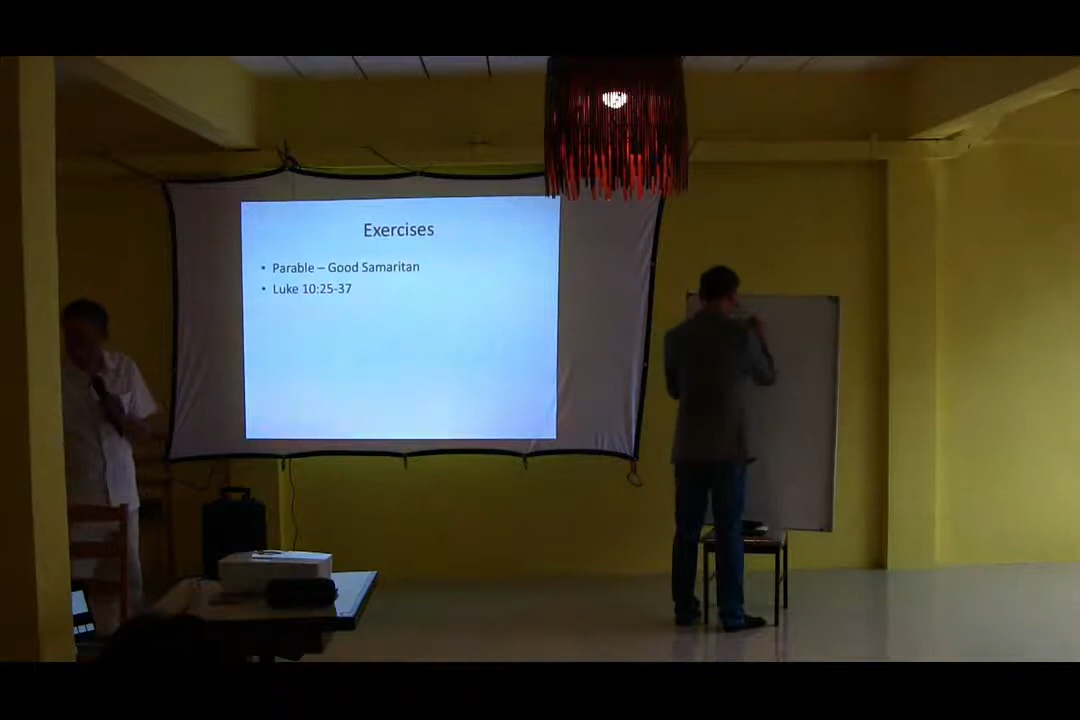 Exercises
• Parable – Good Samaritan
• Luke 10:25-37